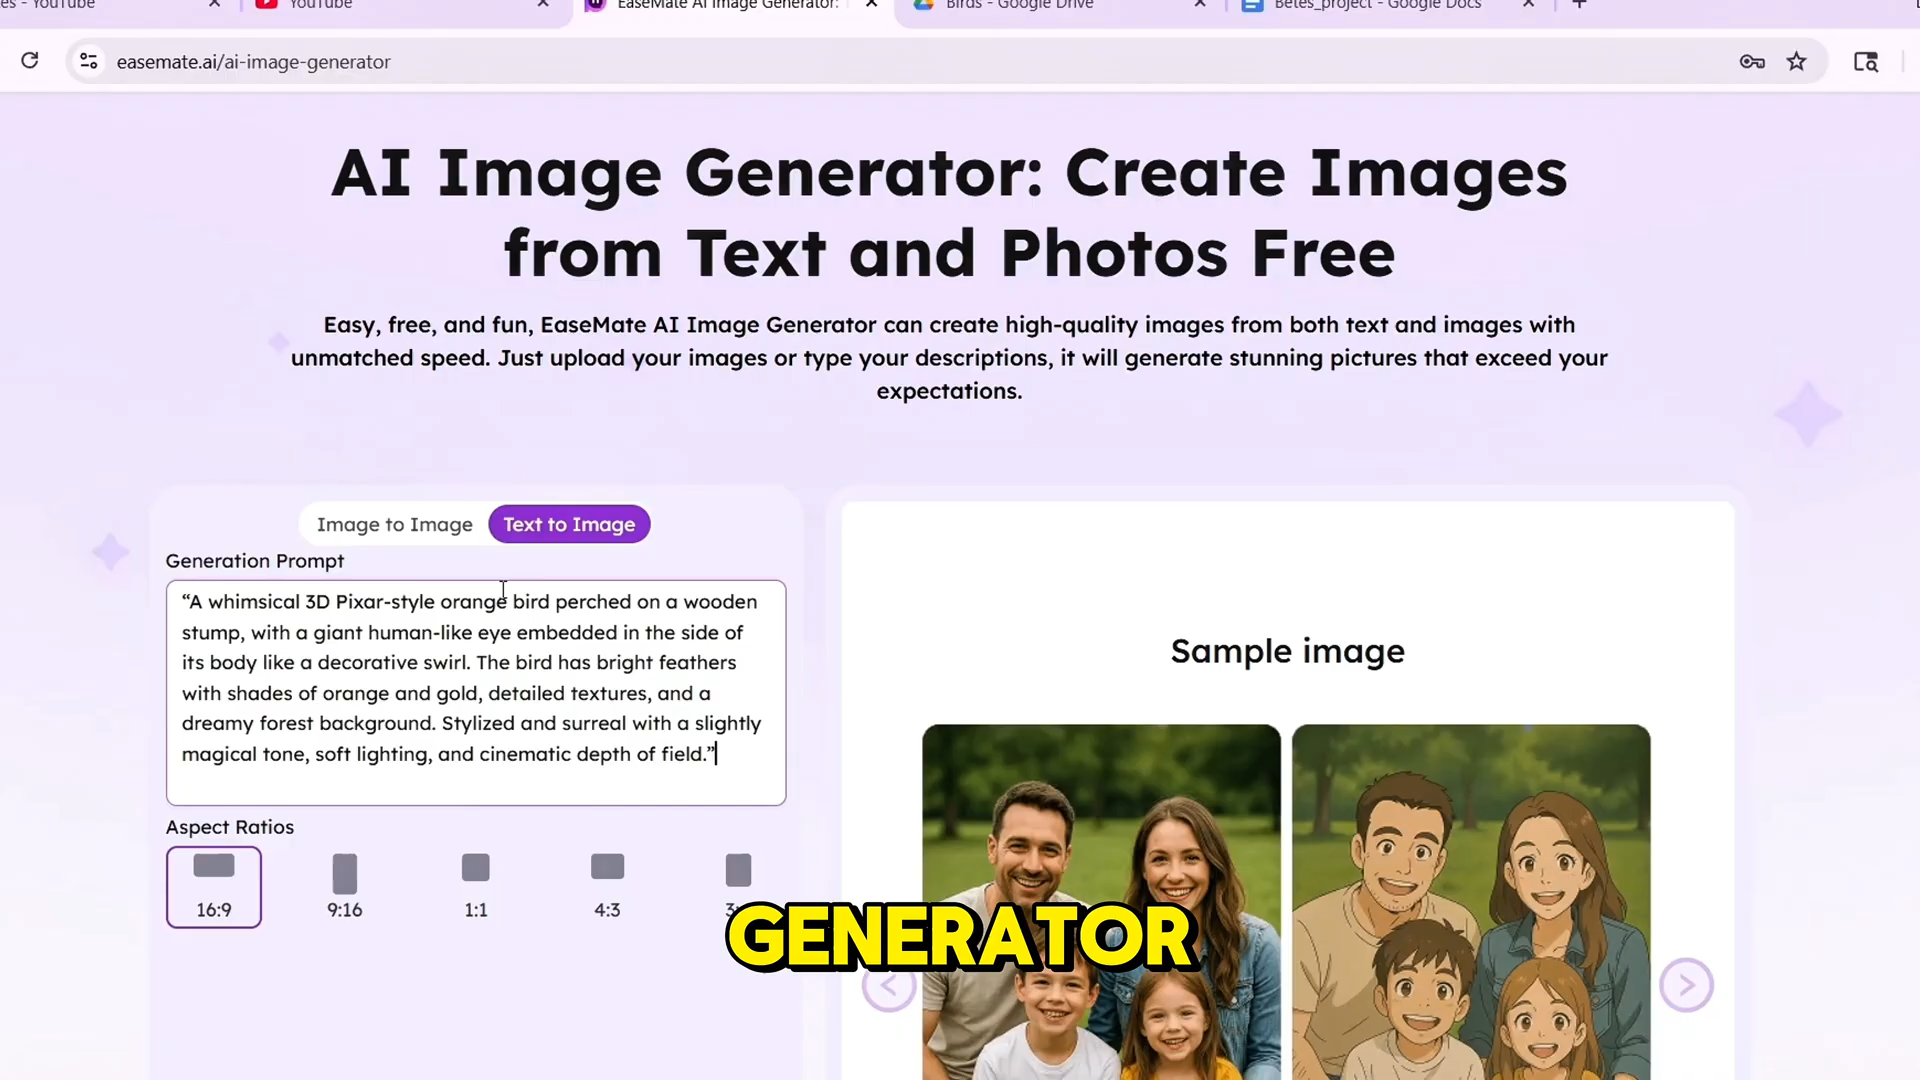 es - YouTube
YouTube
EaseMate AI Image Generator:
Birds - Google Drive
Betes_project - Google Docs
easemate.ai/ai-image-generator
AI Image Generator: Create Images
from Text and Photos Free
Easy, free, and fun, EaseMate AI Image Generator can create high-quality images from both text and images with
unmatched speed. Just upload your images or type your descriptions, it will generate stunning pictures that exceed your
expectations.
Image to Image
Text to Image
Generation Prompt
“A whimsical 3D Pixar-style orange bird perched on a wooden
stump, with a giant human-like eye embedded in the side of
its body like a decorative swirl. The bird has bright feathers
with shades of orange and gold, detailed textures, and a
dreamy forest background. Stylized and surreal with a slightly
magical tone, soft lighting, and cinematic depth of field.”
Sample image
Aspect Ratios
16:9
9:16
1:1
4:3
GENERATOR